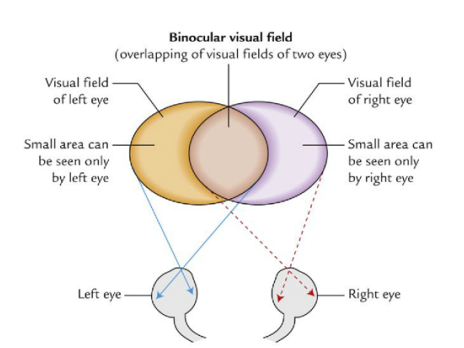 Binocular visual field
(overlapping of visual fields of two eyes)
Visual field
of left eye
Visual field
of right eye
Small area can
be seen only
by left eye
Small area can
be seen only
by right eye
Left eye
Right eye